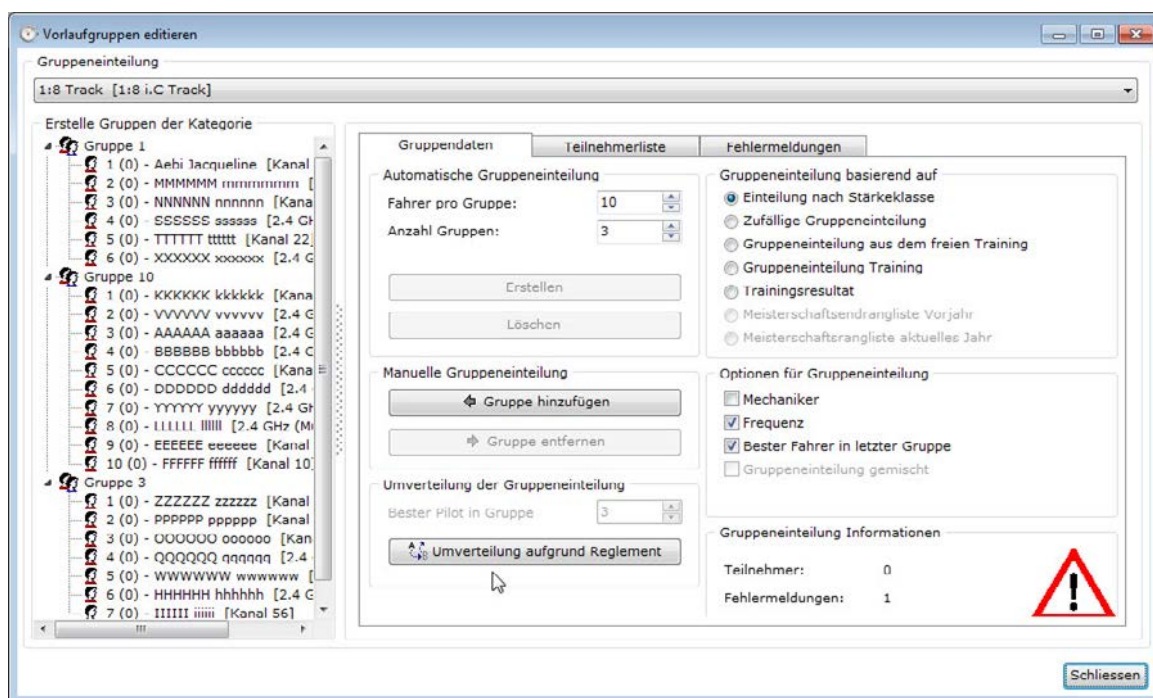 Vorlaufgruppen editieren
Gruppeneinteilung
1:8 Track [1:8 i.C Track]
Erstelle Gruppen der Kategorie
Gruppe 1
1 (0) - Aebi Jacqueline [Kanal
2 (0) - MMMMMM mmmmmm [
3 (0) - NNNNNN nnnnnn [Kana
4 (0) - SSSSSS ssssss [2.4 GH
5 (0) - TTTTTT tttttt [Kanal 22]
6 (0) - XXXXXX xxxxxx [2.4 G
Gruppe 10
1 (0) - KKKKKK kkkkkk [Kana
2 (0) - VVVVVV vvvvvv [2.4 G
3 (0) - AAAAAA aaaaaa [2.4 G
4 (0) - BBBBBB bbbbbb [2.4 G
5 (0) - CCCCCC cccccc [Kana
6 (0) - DDDDDD dddddd [2.4
7 (0) - YYYYYY yyyyyy [2.4 GH
8 (0) - LLLLLL llllll [2.4 GHz (Mu
9 (0) - EEEEEE eeeeee [Kanal
10 (0) - FFFFFF ffffff [Kanal 10]
Gruppe 3
1 (0) - ZZZZZZ zzzzzz [Kanal
2 (0) - PPPPPP pppppp [Kanal
3 (0) - OOOOOO oooooo [Kan
4 (0) - QQQQQQ qqqqqq [2.4
5 (0) - WWWWWW wwwwww [
6 (0) - HHHHHH hhhhhh [2.4 G
7 (0) - IIIIII iiiiii [Kanal 56]
Gruppendaten
Teilnehmerliste
Fehlermeldungen
Automatische Gruppeneinteilung
Fahrer pro Gruppe: 10
Anzahl Gruppen: 3
Erstellen
Löschen
Manuelle Gruppeneinteilung
Gruppe hinzufügen
Gruppe entfernen
Umverteilung der Gruppeneinteilung
Bester Pilot in Gruppe 3
Umverteilung aufgrund Reglement
Gruppeneinteilung basierend auf
Einteilung nach Stärkeklasse
Zufällige Gruppeneinteilung
Gruppeneinteilung aus dem freien Training
Gruppeneinteilung Training
Trainingsresultat
Meisterschaftsendrangliste Vorjahr
Meisterschaftsrangliste aktuelles Jahr
Optionen für Gruppeneinteilung
Mechaniker
Frequenz
Bester Fahrer in letzter Gruppe
Gruppeneinteilung gemischt
Gruppeneinteilung Informationen
Teilnehmer: 0
Fehlermeldungen: 1
Schliessen